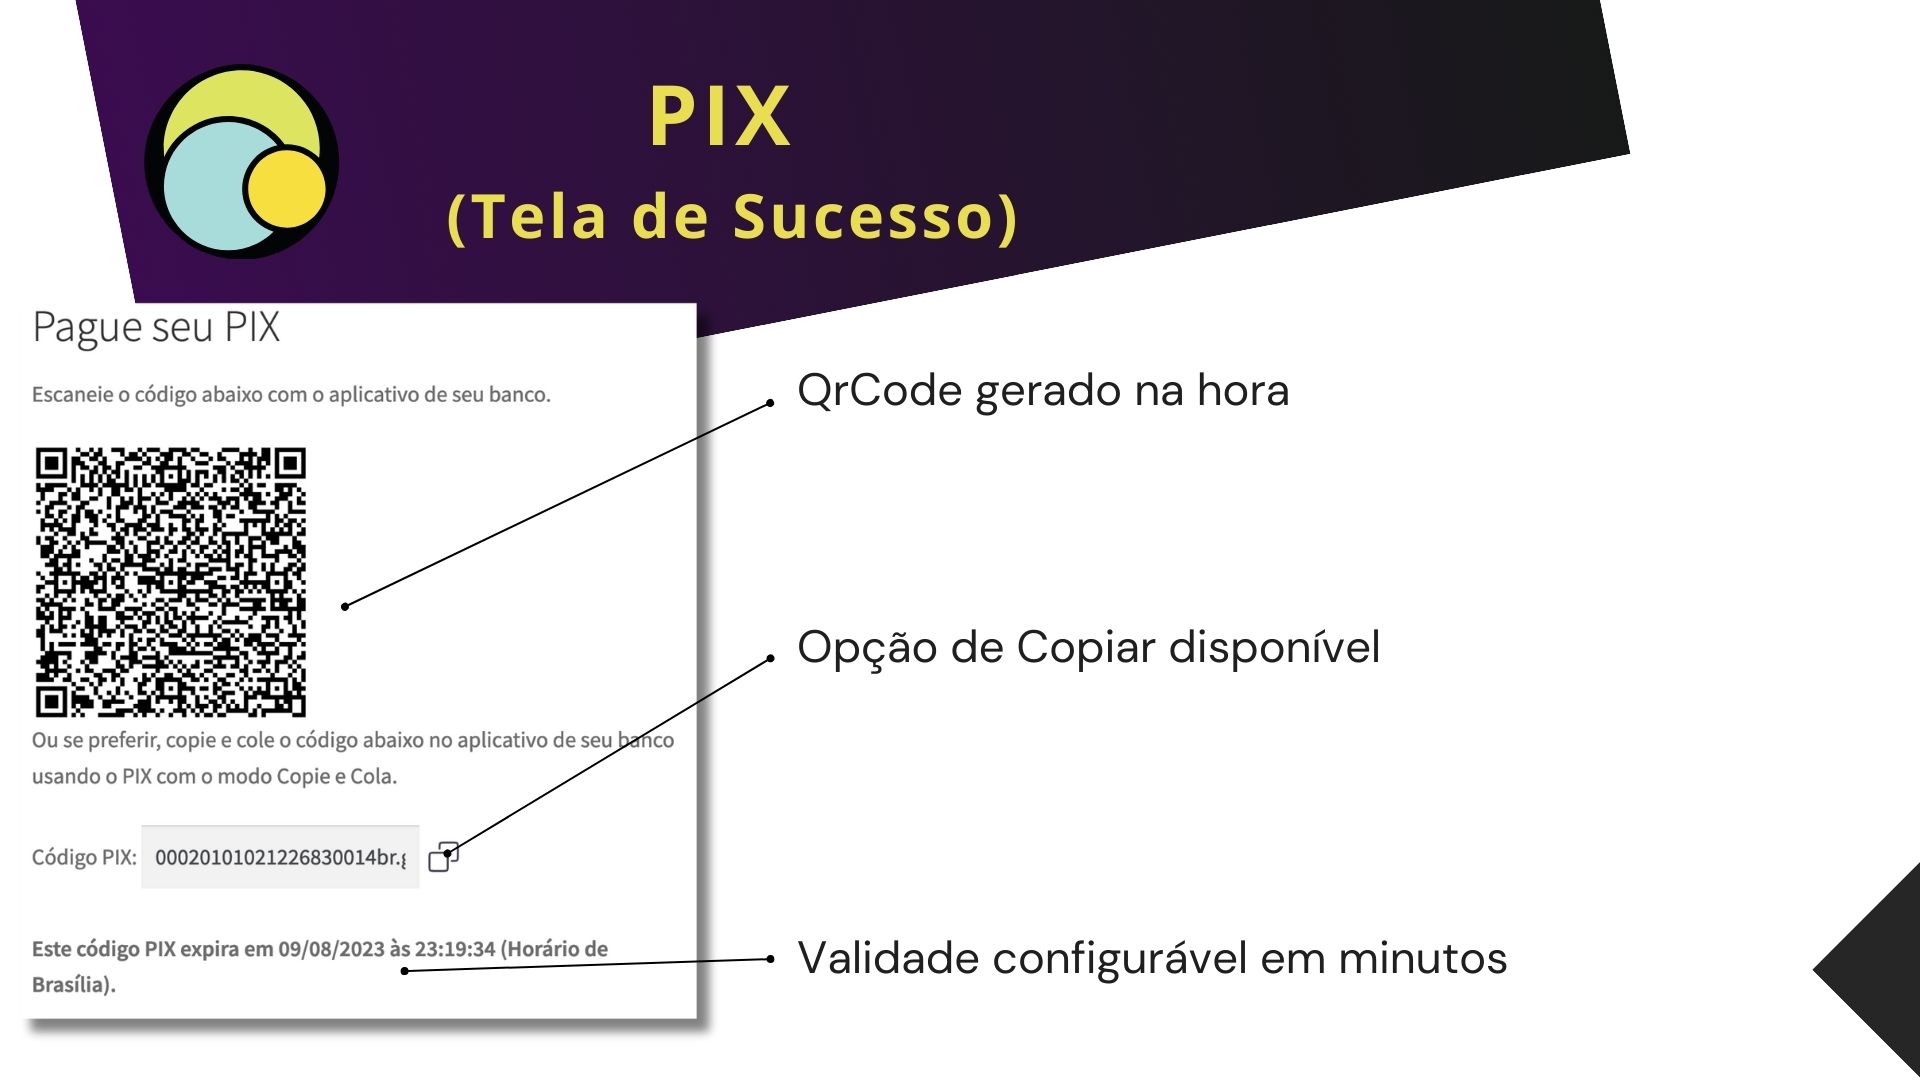 PIX
(Tela de Sucesso)
Pague seu PIX
Escaneie o código abaixo com o aplicativo de seu banco.
QrCode gerado na hora
Opção de Copiar disponível
Ou se preferir, copie e cole o código abaixo no aplicativo de seu banco
usando o PIX com o modo Copie e Cola.
Código PIX: 00020101021226830014br.g
Este código PIX expira em 09/08/2023 às 23:19:34 (Horário de
Brasília).
Validade configurável em minutos